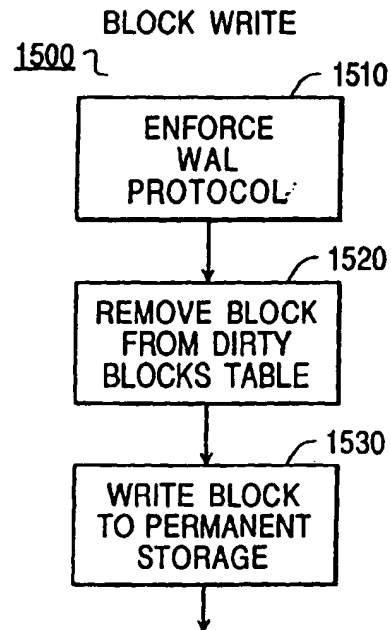 BLOCK WRITE
1500
1510
ENFORCE
WAL
PROTOCOL
1520
REMOVE BLOCK
FROM DIRTY
BLOCKS TABLE
1530
WRITE BLOCK
TO PERMANENT
STORAGE